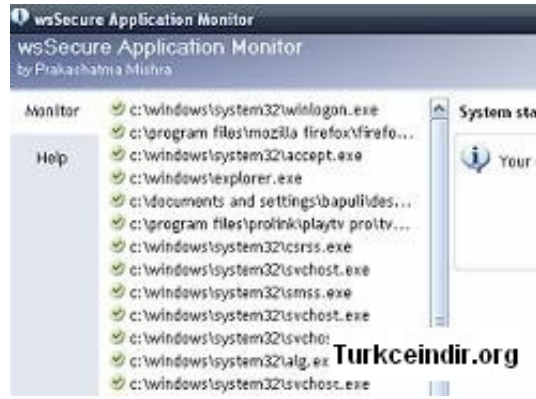 wsSecure Application Monitor
wsSecure Application Monitor
by Prakashatma Mishra
Monitor
Help
c:\windows\system32\winlogon.exe
c:\program files\mozilla firefox\firefo...
c:\windows\system32\accept.exe
c:\windows\explorer.exe
c:\documents and settings\bapuli\des...
c:\program files\prolink\playtv pro\tv...
c:\windows\system32\csrss.exe
c:\windows\system32\svchost.exe
c:\windows\system32\smss.exe
c:\windows\system32\svchost.exe
c:\windows\system32\svchos
c:\windows\system32\alg.ex
c:\windows\system32\svchost.exe
System sta
Your
Turkceindir.org